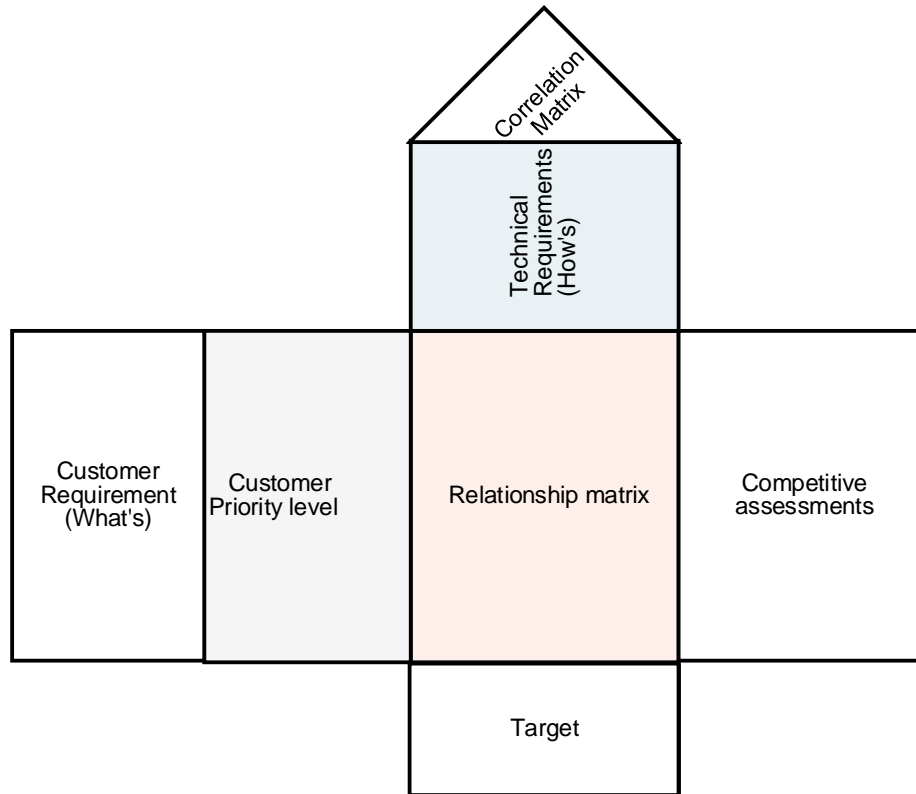 Correlation
Matrix
Technical
Requirements
(How's)
Customer
Requirement
(What's)
Customer
Priority level
Relationship matrix
Competitive
assessments
Target